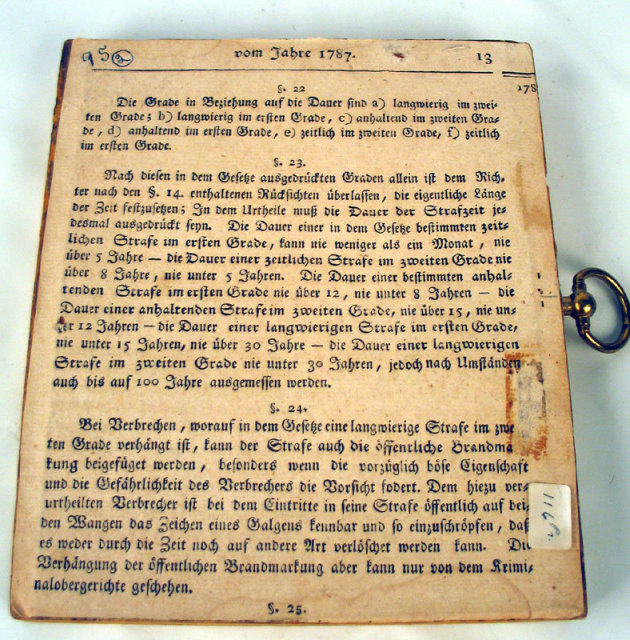 95 2
vom Jahre 1787. 13
178
§. 22
Die Grade in Beziehung auf die Dauer sind a) langwierig im zwei-
ten Grade; b) langwierig im ersten Grade, c) anhaltend im zweiten Gra-
de, d) anhaltend im ersten Grade, e) zeitlich im zweiten Grade, f) zeitlich
im ersten Grade.
§. 23.
Nach diesen in dem Gesetze ausgedrückten Graden allein ist dem Rich-
ter nach den §. 14. enthaltenen Rücksichten überlassen, die eigentliche Länge
der Zeit festzusetzen; In dem Urtheile muß die Dauer der Strafzeit je-
desmal ausgedrückt seyn. Die Dauer einer in dem Gesetze bestimmten zeit-
lichen Strafe im ersten Grade, kann nie weniger als ein Monat, nie
über 5 Jahre — die Dauer einer zeitlichen Strafe im zweiten Grade nie
über 8 Jahre, nie unter 5 Jahren. Die Dauer einer bestimmten anhal-
tenden Strafe im ersten Grade nie über 12, nie unter 8 Jahren — die
Dauer einer anhaltenden Strafe im zweiten Grade, nie über 15, nie un-
ter 12 Jahren — die Dauer einer langwierigen Strafe im ersten Grade,
nie unter 15 Jahren, nie über 30 Jahre — die Dauer einer langwierigen
Strafe im zweiten Grade nie unter 30 Jahren, jedoch nach Umständen
auch bis auf 100 Jahre ausgemessen werden.
§. 24.
Bei Verbrechen, worauf in dem Gesetze eine langwierige Strafe im zwe
ten Grade verhängt ist, kann der Strafe auch die öffentliche Brandma
kung beigefüget werden, besonders wenn die vorzüglich böse Eigenschaft
und die Gefährlichkeit des Verbrechers die Vorsicht fodert. Dem hiezu ver-
urtheilten Verbrecher ist bei dem Eintritte in seine Strafe öffentlich auf bei-
den Wangen das Zeichen eines Galgens kennbar und so einzuschröpfen, daß
es weder durch die Zeit noch auf andere Art verlöschet werden kann. Die
Verhängung der öffentlichen Brandmarkung aber kann nur von dem Krimi-
nalobergerichte geschehen.
§. 25.